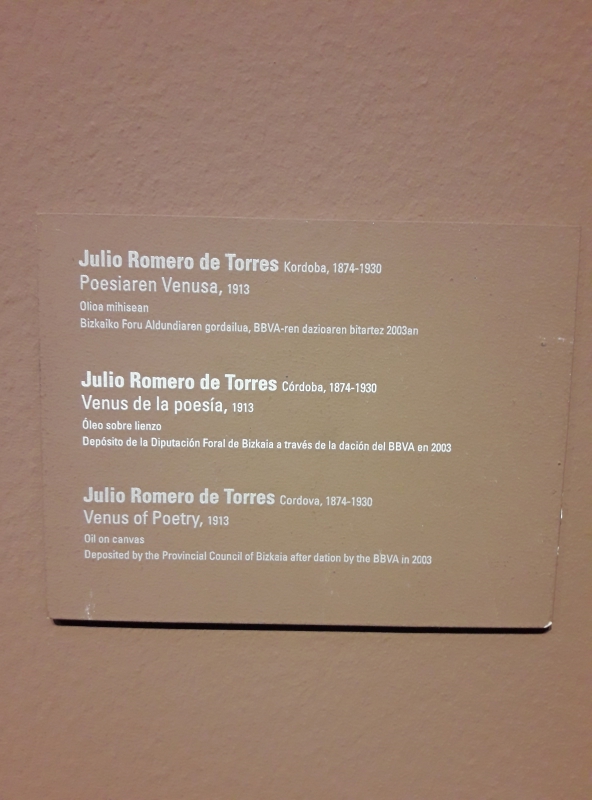 Julio Romero de Torres Kordoba, 1874-1930
Poesiaren Venusa, 1913
Olioa mihisean
Bizkaiko Foru Aldundiaren gordailua, BBVA-ren dazioaren bitartez 2003an
Julio Romero de Torres Córdoba, 1874-1930
Venus de la poesía, 1913
Óleo sobre lienzo
Depósito de la Diputación Foral de Bizkaia a través de la dación del BBVA en 2003
Julio Romero de Torres Cordova, 1874-1930
Venus of Poetry, 1913
Oil on canvas
Deposited by the Provincial Council of Bizkaia after dation by the BBVA in 2003